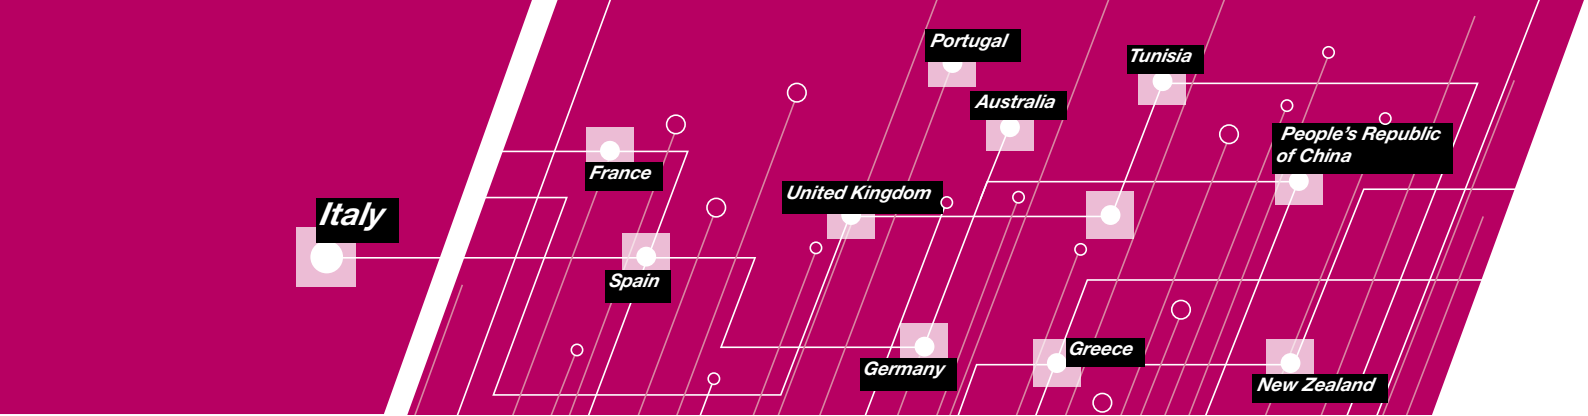 Portugal
Tunisia
Australia
People's Republic
of China
France
United Kingdom
Italy
Spain
Greece
Germany
New Zealand